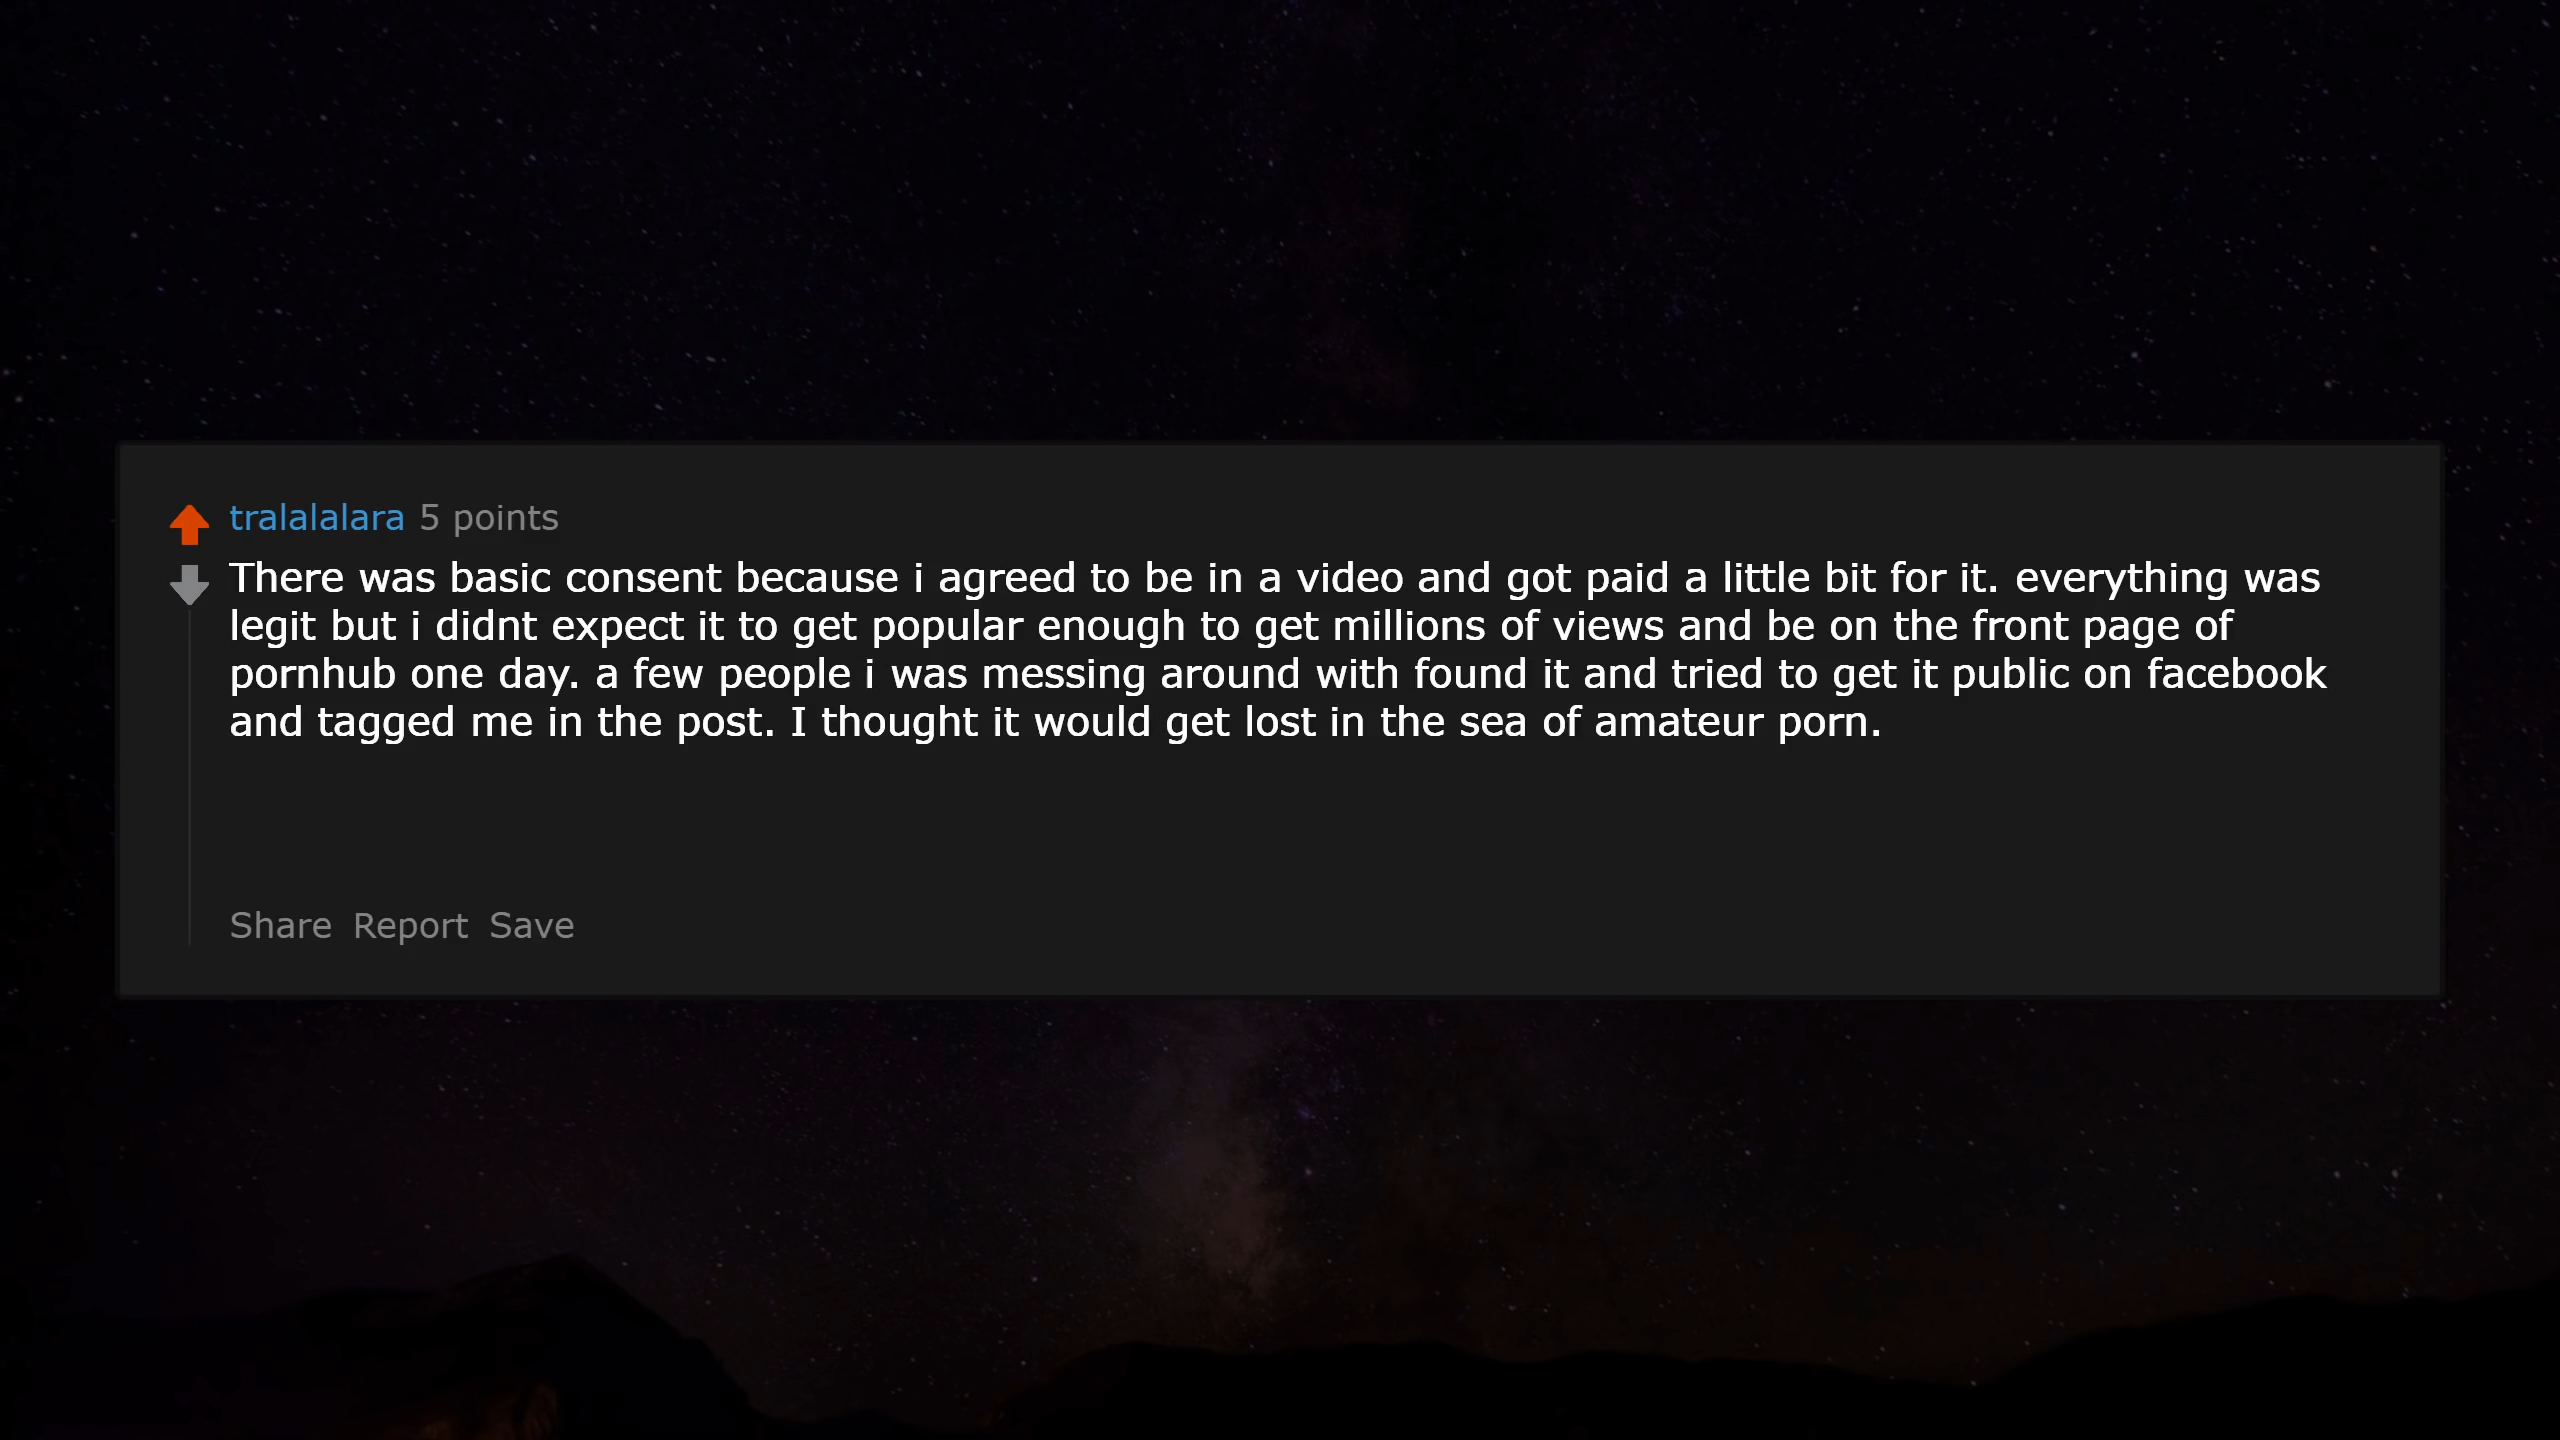 tralalalara 5 points
There was basic consent because i agreed to be in a video and got paid a little bit for it. everything was
legit but i didnt expect it to get popular enough to get millions of views and be on the front page of
pornhub one day. a few people i was messing around with found it and tried to get it public on facebook
and tagged me in the post. I thought it would get lost in the sea of amateur porn.
Share Report Save